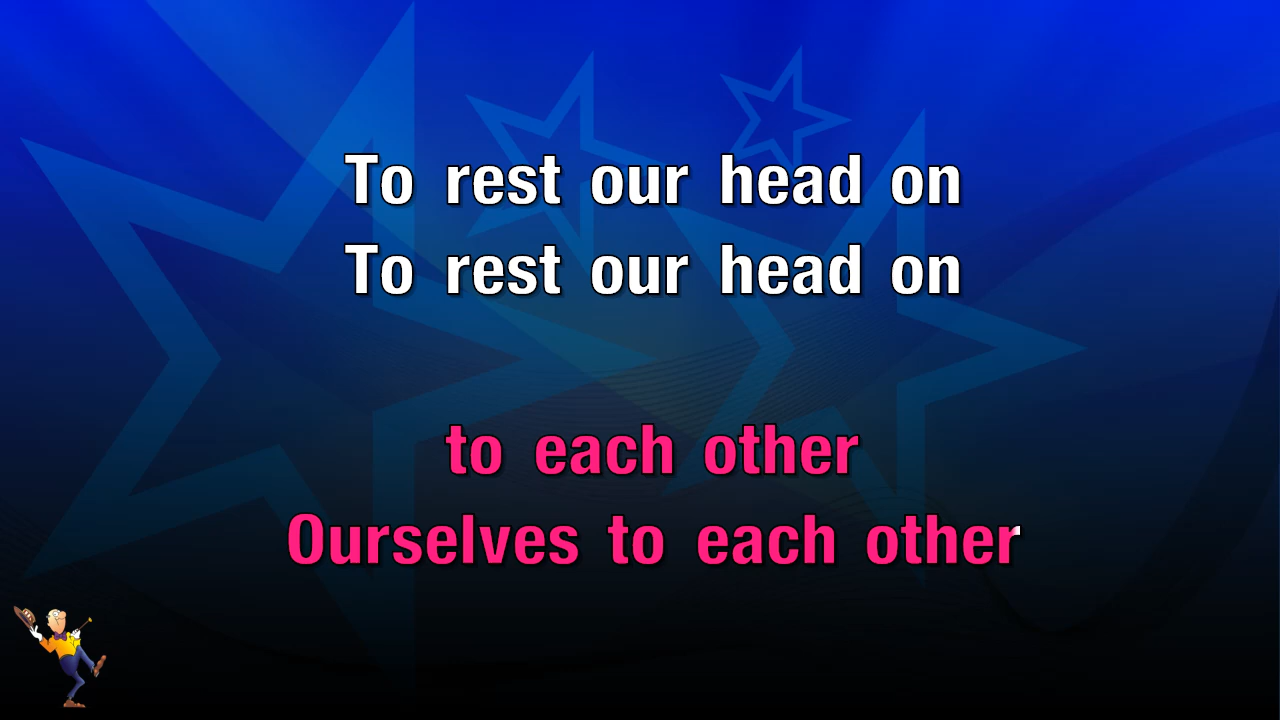 To rest our head on
To rest our head on
to each other
Ourselves to each other